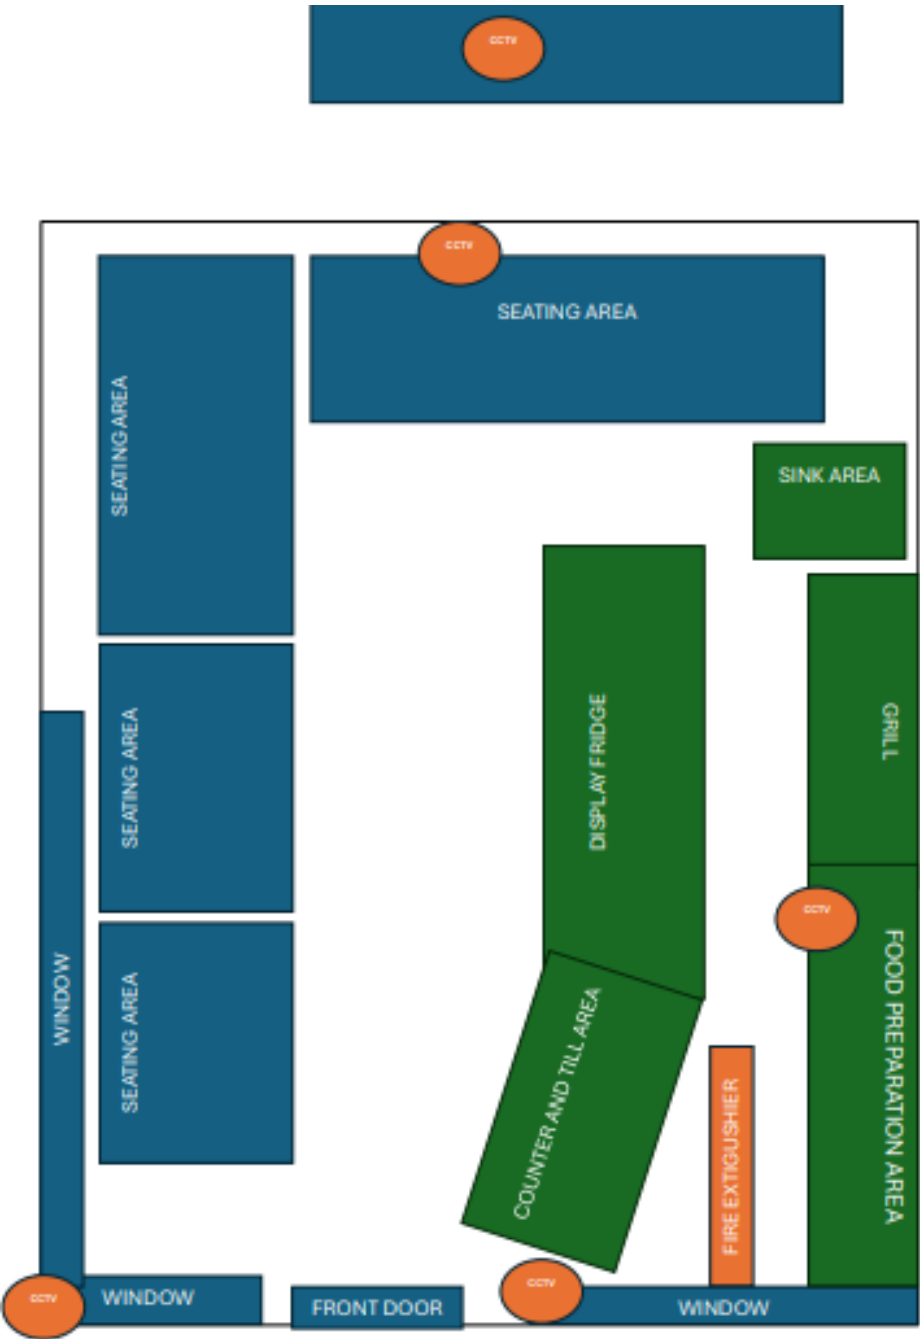 CCTV
CCTV
SEATING AREA
SEATING AREA
SINK AREA
SEATING AREA
DISPLAY FRIDGE
GRILL
CCTV
WINDOW
SEATING AREA
COUNTER AND TILL AREA
FOOD PREPARATION AREA
FIRE EXTIGUSHIER
CCTV
WINDOW
FRONT DOOR
CCTV
WINDOW